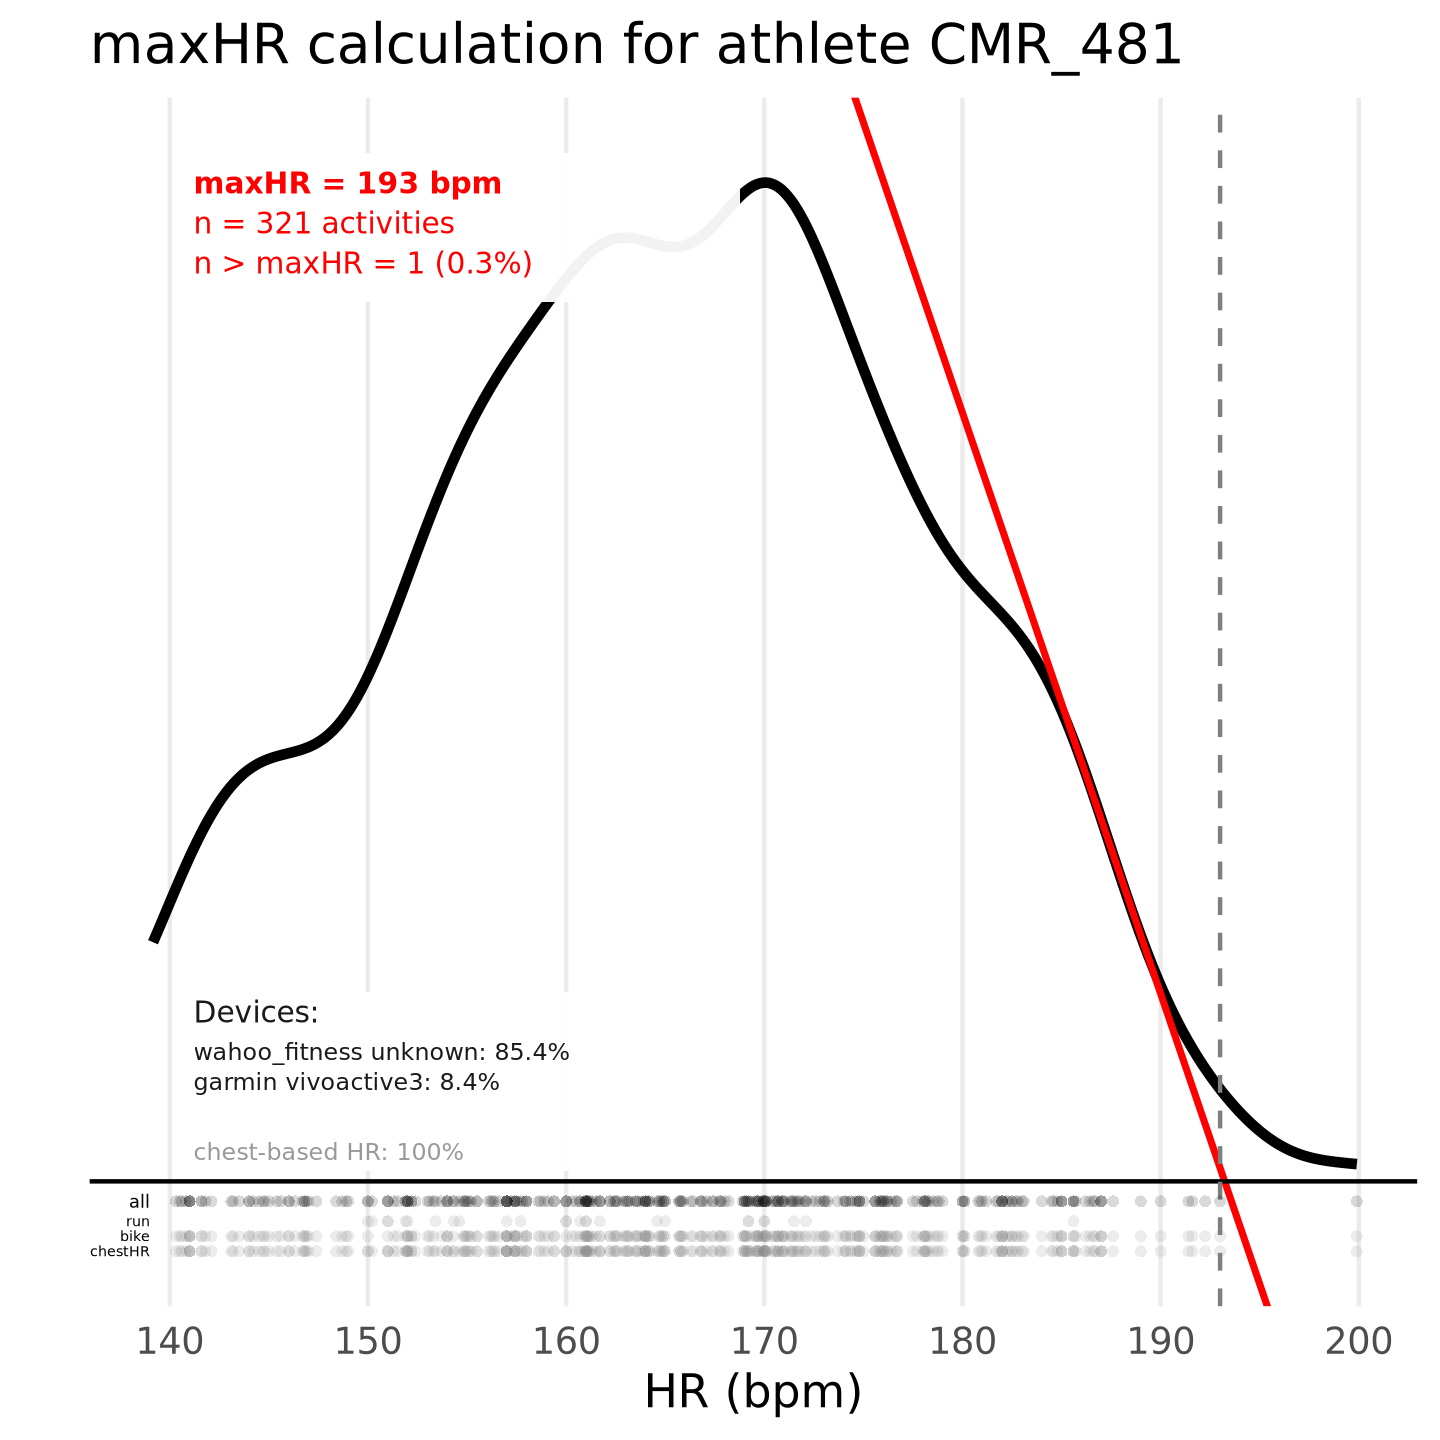 maxHR calculation for athlete CMR_481
maxHR = 193 bpm
n = 321 activities
n > maxHR = 1 (0.3%)
Devices:
wahoo_fitness unknown: 85.4%
garmin vivoactive3: 8.4%
chest-based HR: 100%
all
run
bike
chestHR
140 150 160 170 180 190 200
HR (bpm)